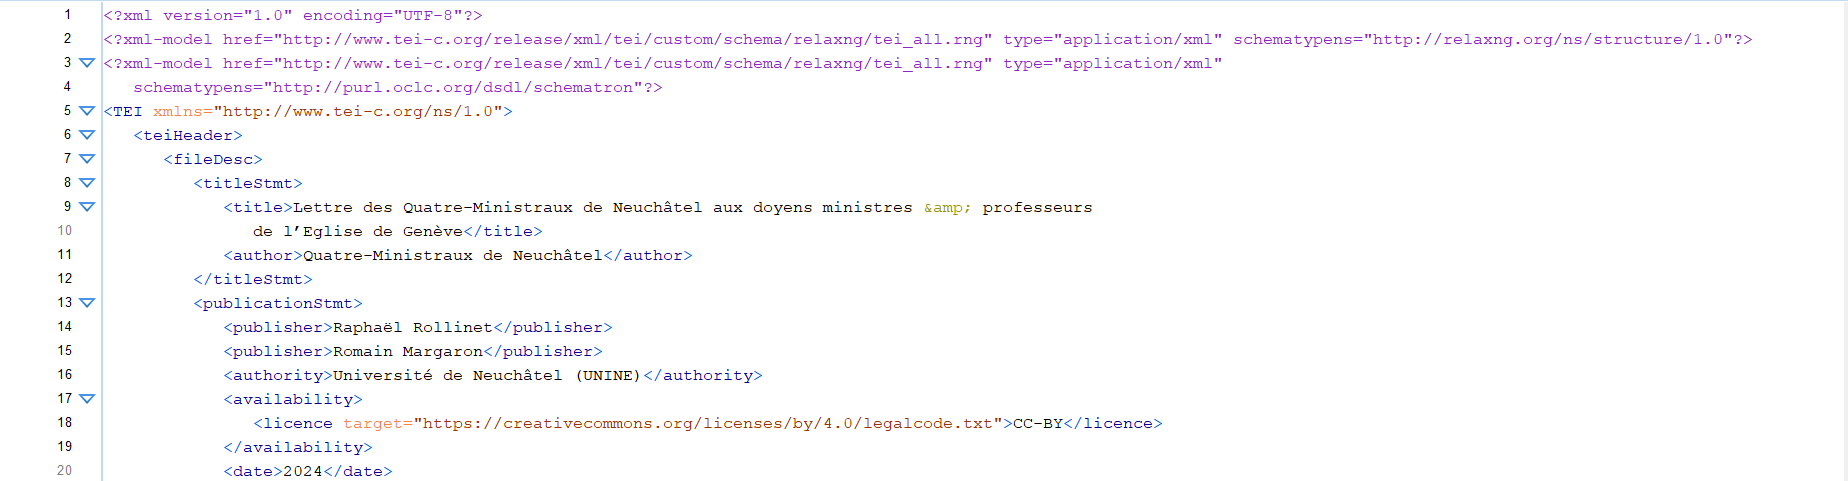 1 <?xml version="1.0" encoding="UTF-8"?>
2 <?xml-model href="http://www.tei-c.org/release/xml/tei/custom/schema/relaxng/tei_all.rng" type="application/xml" schematypens="http://relaxng.org/ns/structure/1.0"?>
3 <?xml-model href="http://www.tei-c.org/release/xml/tei/custom/schema/relaxng/tei_all.rng" type="application/xml"
4 schematypens="http://purl.oclc.org/dsdl/schematron"?>
5 <TEI xmlns="http://www.tei-c.org/ns/1.0">
6 <teiHeader>
7 <fileDesc>
8 <titleStmt>
9 <title>Lettre des Quatre-Ministraux de Neuchâtel aux doyens ministres &amp; professeurs
10 de l’Eglise de Genève</title>
11 <author>Quatre-Ministraux de Neuchâtel</author>
12 </titleStmt>
13 <publicationStmt>
14 <publisher>Raphaël Rollinet</publisher>
15 <publisher>Romain Margaron</publisher>
16 <authority>Université de Neuchâtel (UNINE)</authority>
17 <availability>
18 <licence target="https://creativecommons.org/licenses/by/4.0/legalcode.txt">CC-BY</licence>
19 </availability>
20 <date>2024</date>